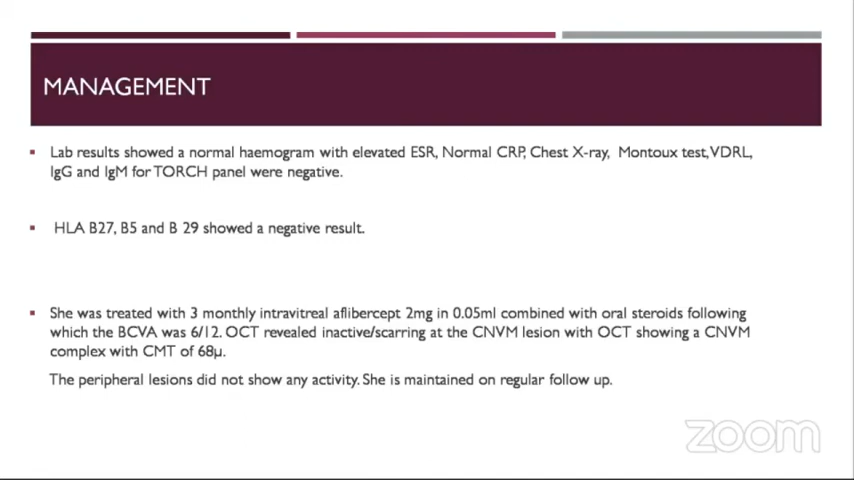 MANAGEMENT
▪ Lab results showed a normal haemogram with elevated ESR, Normal CRP, Chest X-ray, Montoux test, VDRL,
IgG and IgM for TORCH panel were negative.
▪ HLA B27, B5 and B 29 showed a negative result.
▪ She was treated with 3 monthly intravitreal aflibercept 2mg in 0.05ml combined with oral steroids following
which the BCVA was 6/12. OCT revealed inactive/scarring at the CNVM lesion with OCT showing a CNVM
complex with CMT of 68µ.
The peripheral lesions did not show any activity. She is maintained on regular follow up.
zoom